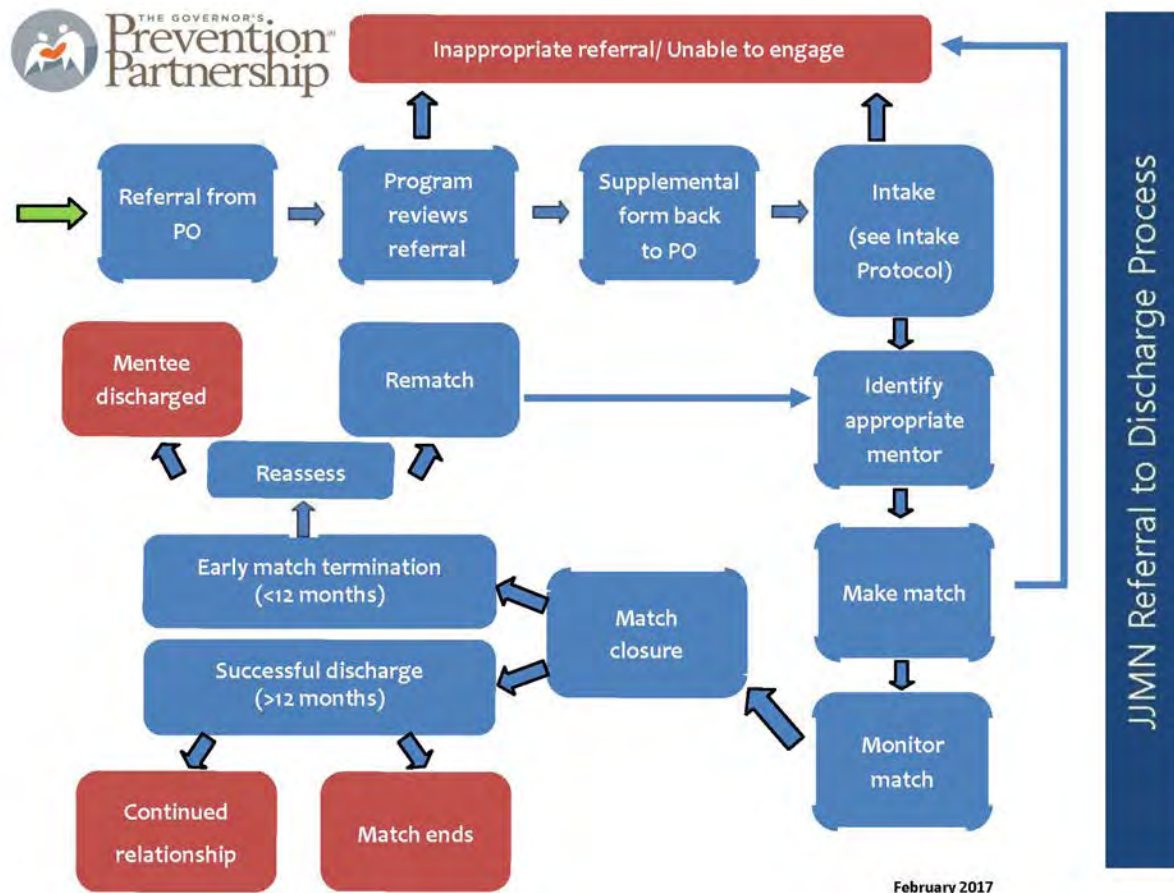 THE GOVERNOR'S
Prevention
Partnership
Inappropriate referral/ Unable to engage
Referral from
PO
Program
reviews
referral
Supplemental
form back
to PO
Intake
(see Intake
Protocol)
Mentee
discharged
Rematch
Identify
appropriate
mentor
Reassess
Early match termination
(<12 months)
Make match
Match
closure
Successful discharge
(>12 months)
Monitor
match
Continued
relationship
Match ends
February 2017
JJMN Referral to Discharge Process